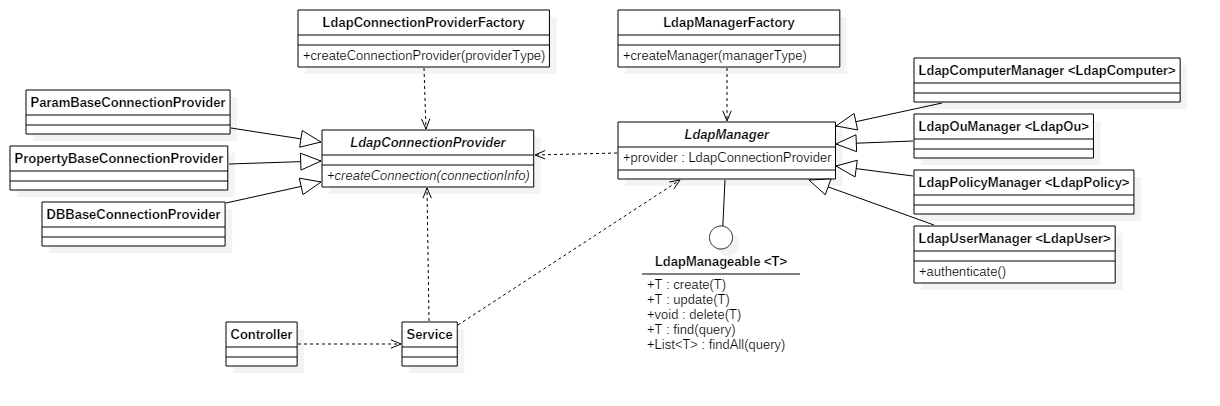 LdapConnectionProviderFactory
+createConnectionProvider(providerType)
LdapManagerFactory
+createManager(managerType)
LdapComputerManager <LdapComputer>
ParamBaseConnectionProvider
LdapOuManager <LdapOu>
LdapConnectionProvider
+createConnection(connectionInfo)
LdapManager
+provider : LdapConnectionProvider
PropertyBaseConnectionProvider
LdapPolicyManager <LdapPolicy>
DBBaseConnectionProvider
LdapUserManager <LdapUser>
+authenticate()
LdapManageable <T>
+T : create(T)
+T : update(T)
+void : delete(T)
+T : find(query)
+List<T> : findAll(query)
Controller
Service